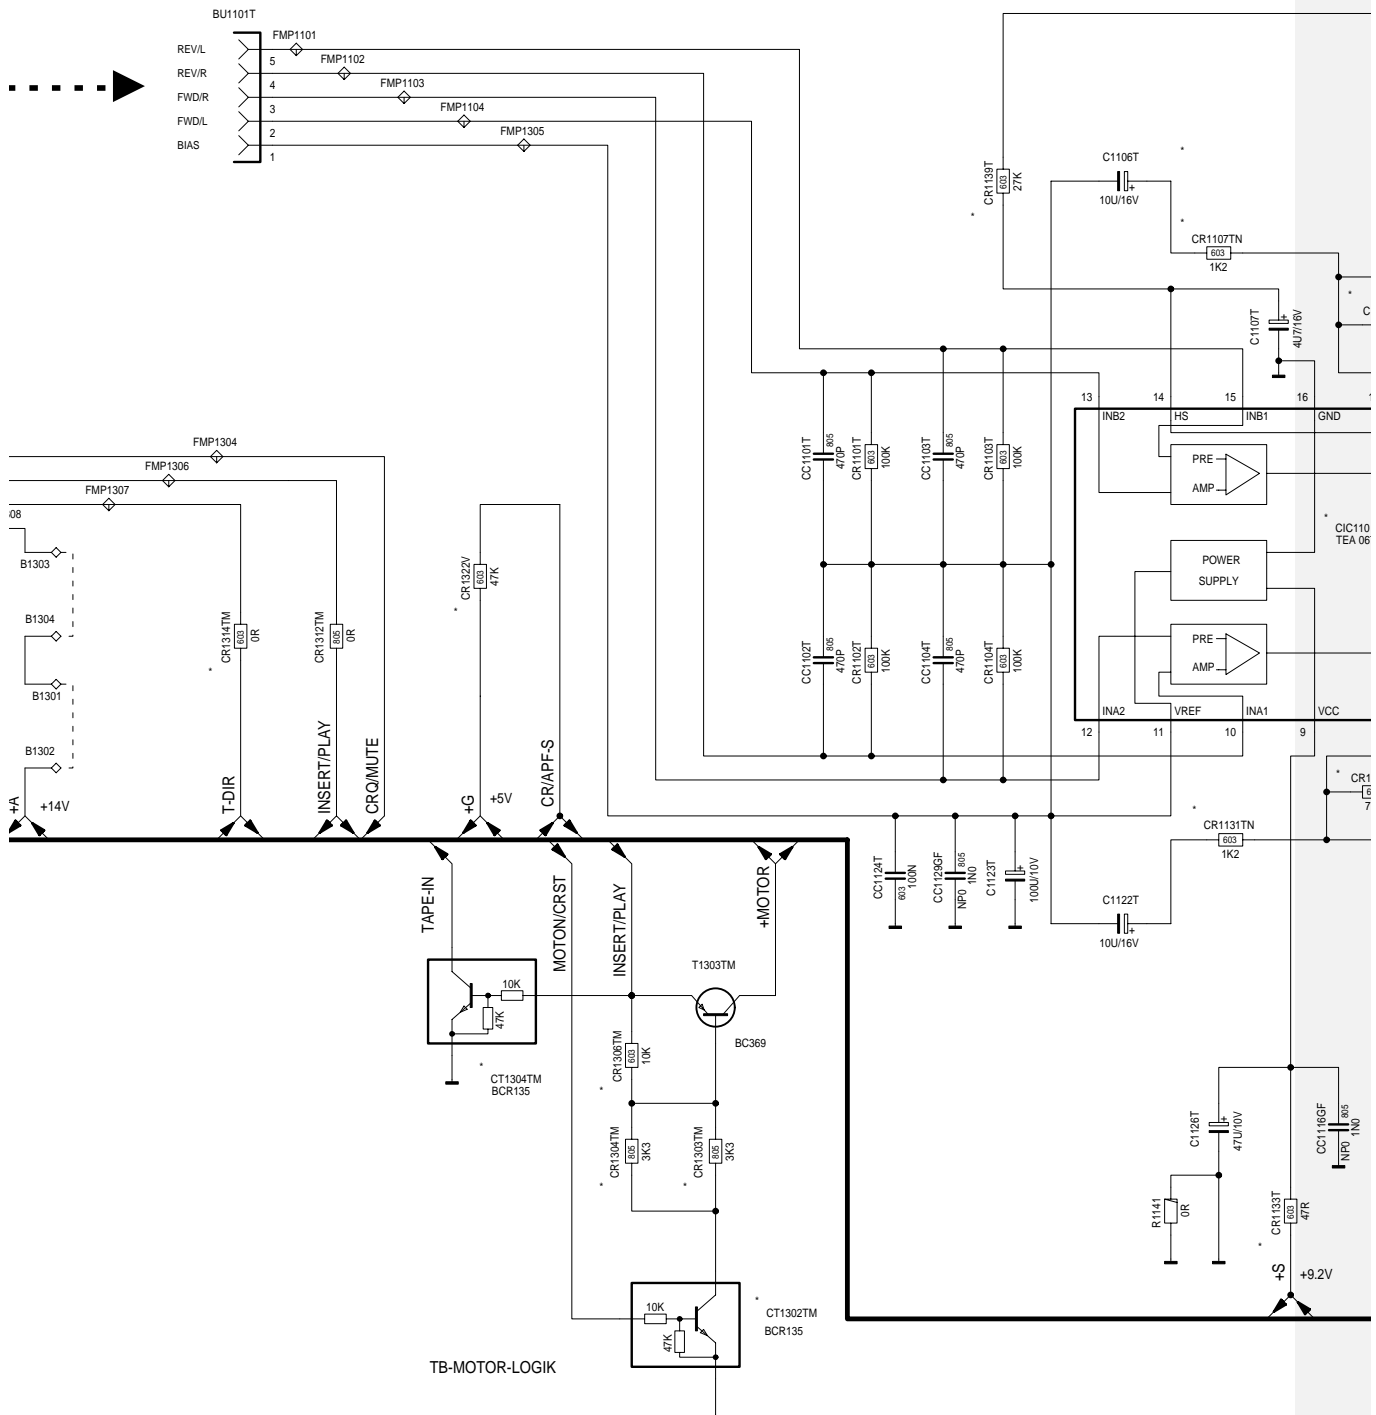 BU1101T
REV/L
REV/R
FWD/R
FWD/L
BIAS
5
4
3
2
1
FMP1101
FMP1102
FMP1103
FMP1104
FMP1305
CR1139T
603
27K
*
C1106T
10U/16V
*
*
CR1107TN
603
1K2
C1107T
4U7/16V
*
C
13
14
15
16
INB2
HS
INB1
GND
PRE
AMP
*
CIC110
TEA 06
POWER
SUPPLY
PRE
AMP
INA2
VREF
INA1
VCC
12
11
10
9
CC1101T
805
470P
CR1101T
603
100K
CC1103T
805
470P
CR1103T
603
100K
CC1102T
805
470P
CR1102T
603
100K
CC1104T
805
470P
CR1104T
603
100K
FMP1304
FMP1306
FMP1307
B1303
B1304
B1301
B1302
+A
+14V
CR1314TM
603
0R
*
CR1312TM
805
0R
T-DIR
INSERT/PLAY
CRQ/MUTE
CR1322V
603
47K
*
+G
+5V
CR/APF-S
TAPE-IN
MOTON/CRST
INSERT/PLAY
+MOTOR
CC1124T
603
100N
CC1129GF
805
NP0
1N0
C1123T
100U/10V
*
CR1131TN
603
1K2
*
CR1
C1122T
10U/16V
10K
47K
*
CT1304TM
BCR135
T1303TM
BC369
CR1306TM
603
10K
*
CR1304TM
805
3K3
*
CR1303TM
805
3K3
*
10K
47K
*
CT1302TM
BCR135
TB-MOTOR-LOGIK
C1126T
47U/10V
CC1116GF
805
NP0
1N0
R1141
0R
CR1133T
603
47R
*
+S
+9.2V